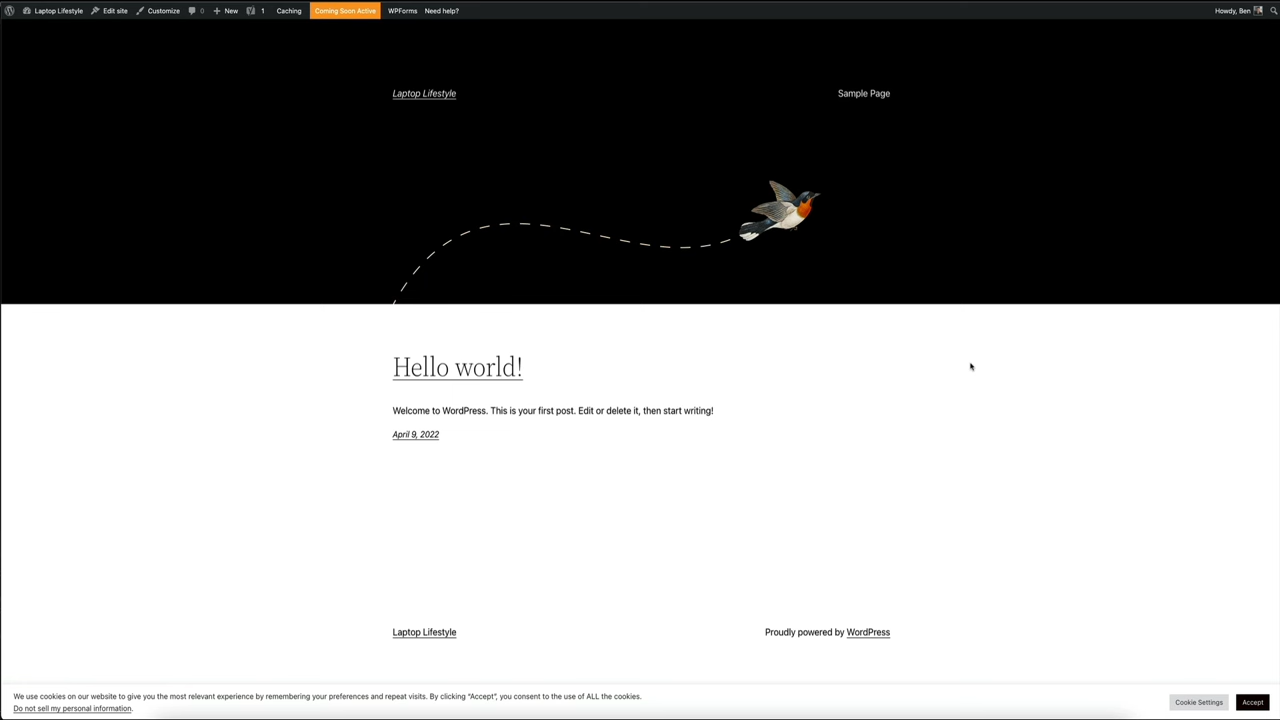 Laptop Lifestyle Edit site Customize 0 New 1 Caching Coming Soon Active WPForms Need help? Howdy, Ben
Laptop Lifestyle Sample Page
Hello world!
Welcome to WordPress. This is your first post. Edit or delete it, then start writing!
April 9, 2022
Laptop Lifestyle Proudly powered by WordPress
We use cookies on our website to give you the most relevant experience by remembering your preferences and repeat visits. By clicking “Accept”, you consent to the use of ALL the cookies.
Do not sell my personal information.
Cookie Settings Accept